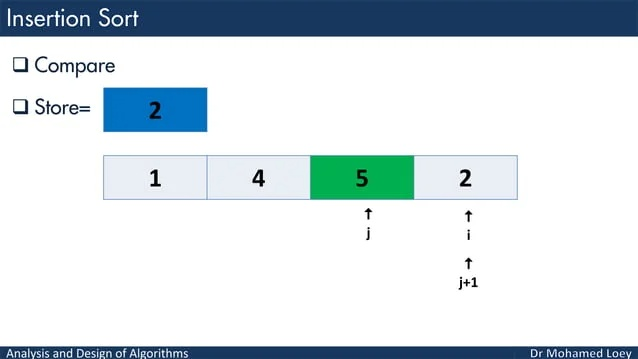 Insertion Sort
❑ Compare
❑ Store= 2
1 4 5 2
↑ ↑
j i
↑
j+1
Analysis and Design of Algorithms Dr Mohamed Loey